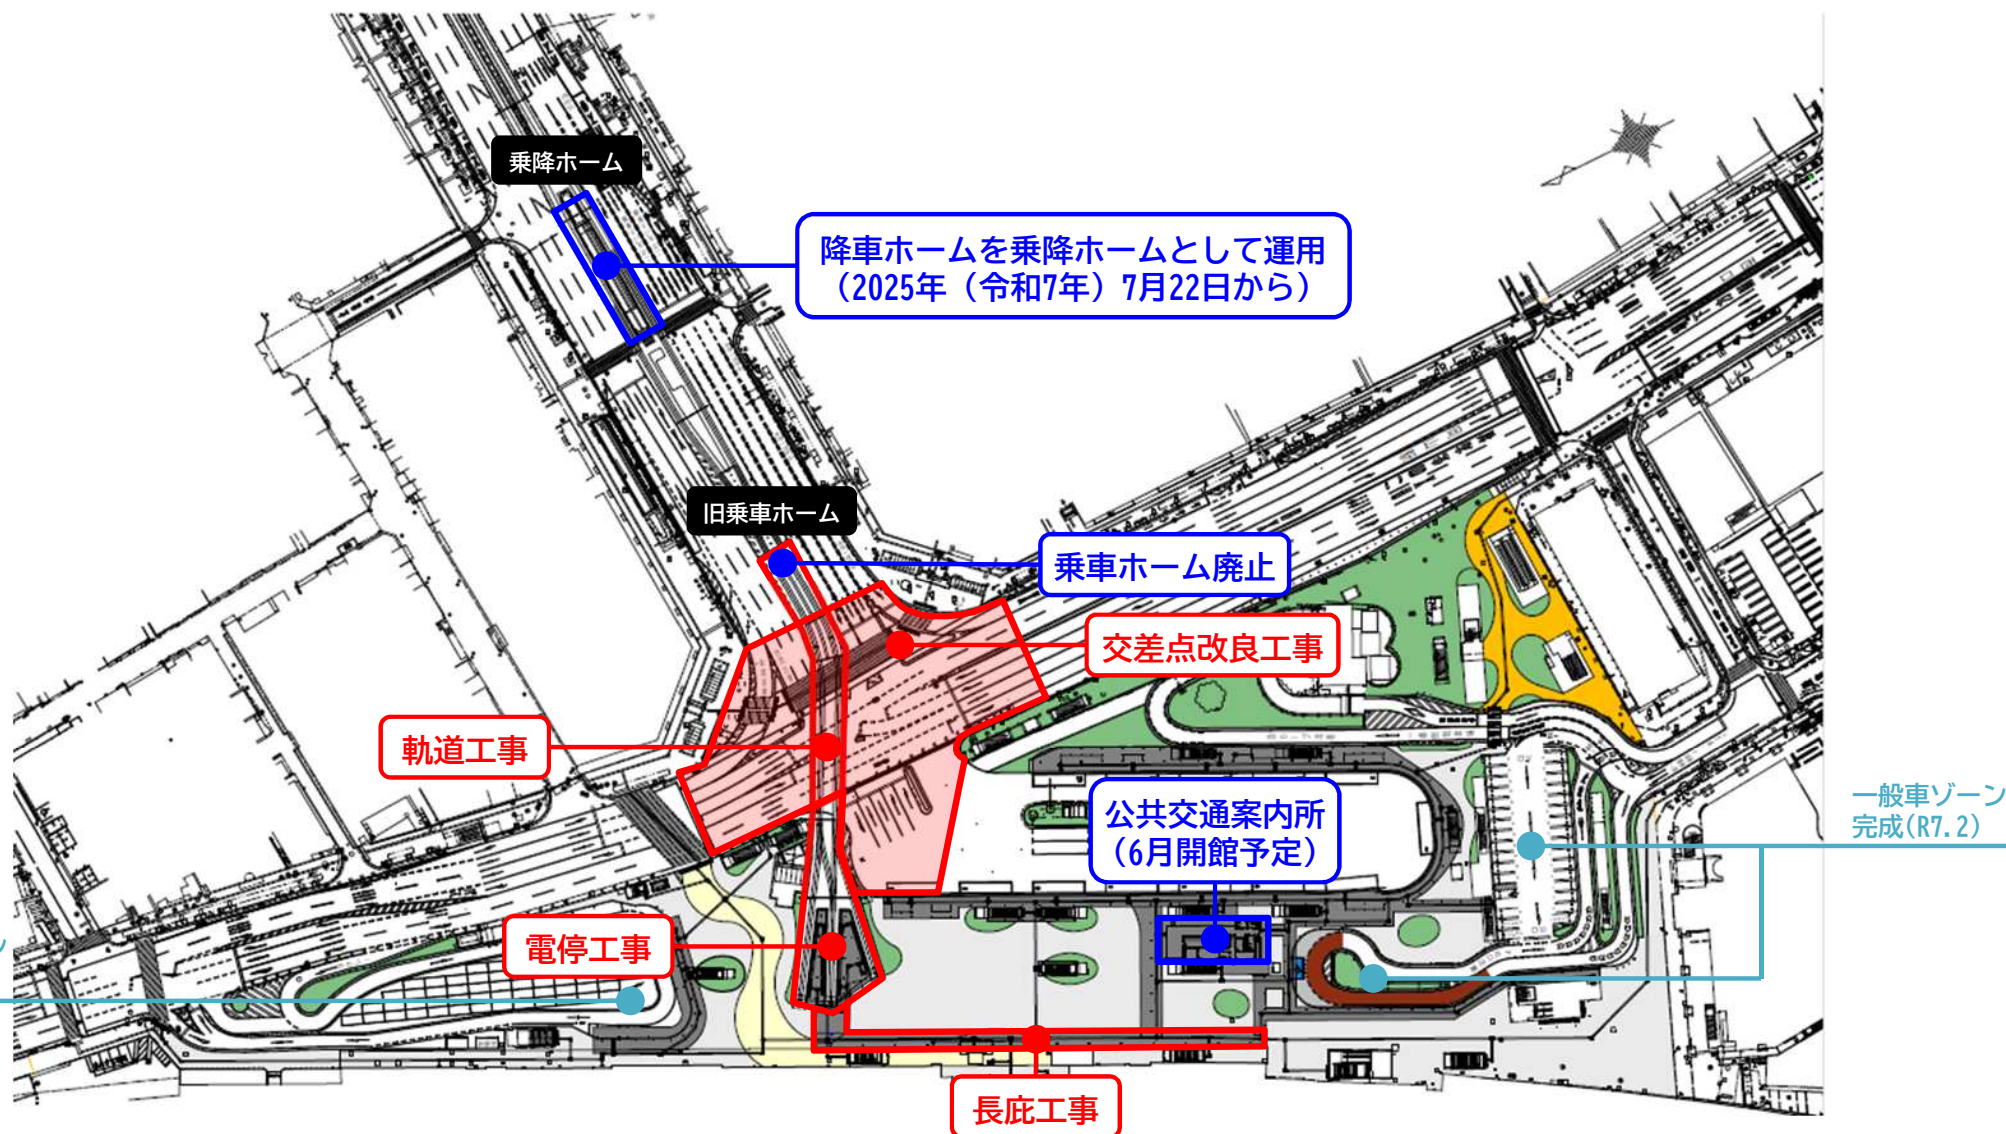 乗降ホーム
降車ホームを乗降ホームとして運用
（2025年（令和7年）7月22日から）
旧乗車ホーム
乗車ホーム廃止
交差点改良工事
軌道工事
公共交通案内所
（6月開館予定）
一般車ゾーン
完成(R7.2)
電停工事
ン
長庇工事